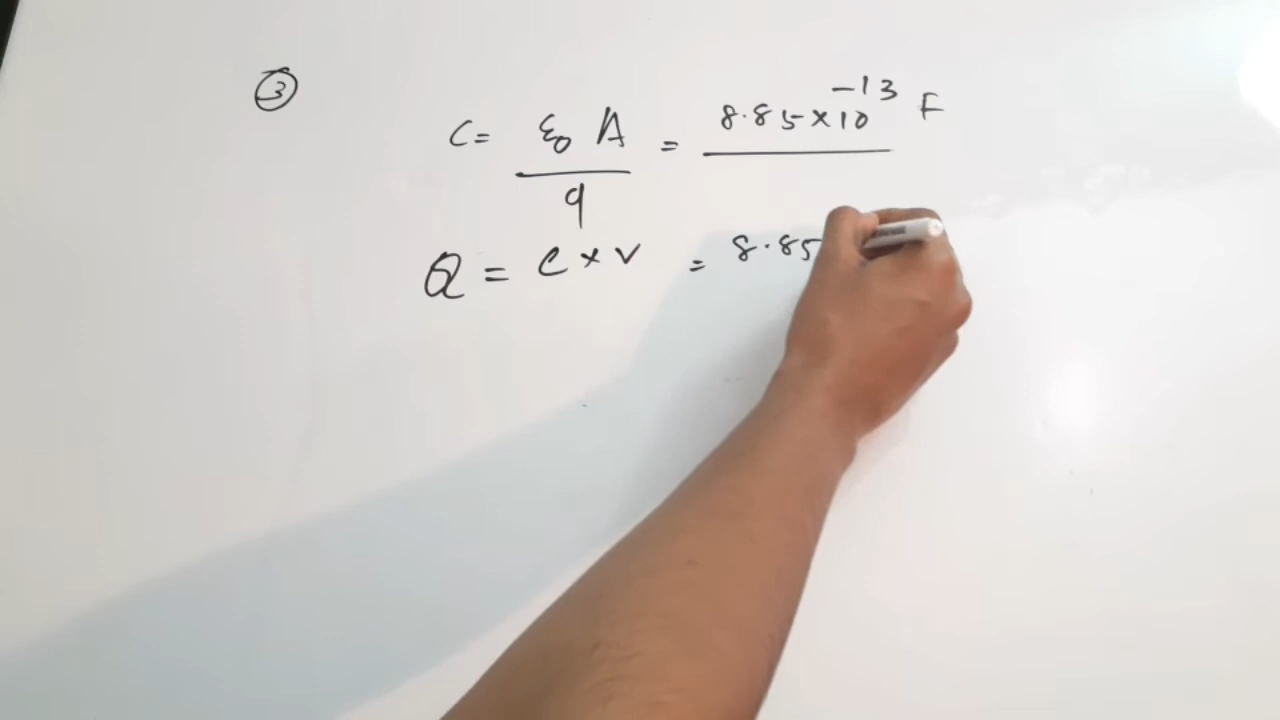 ③
C = ε₀ A / q = 8.85 × 10⁻¹³ F
Q = C × V = 8.85